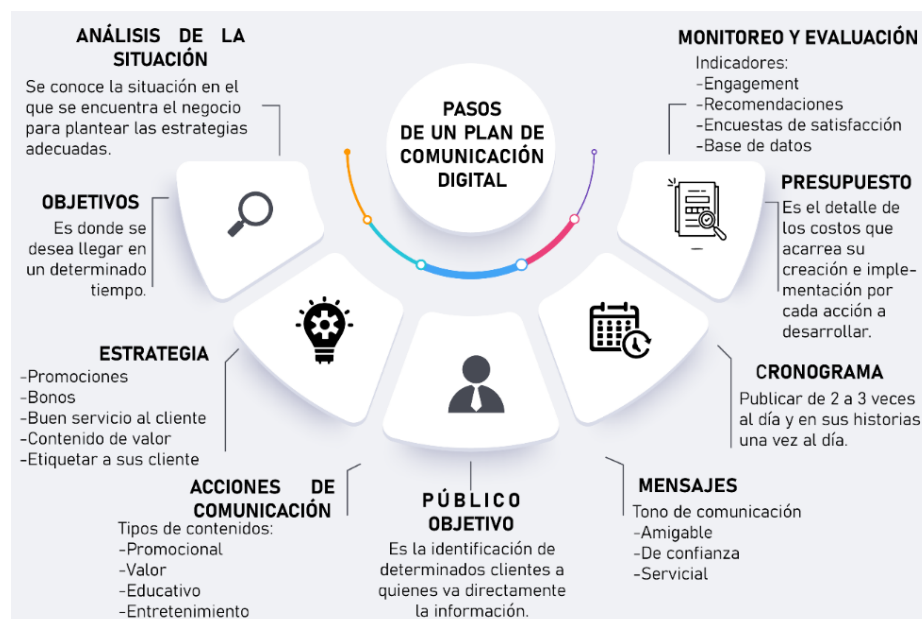 PASOS
DE UN PLAN DE
COMUNICACIÓN
DIGITAL
ANÁLISIS DE LA
SITUACIÓN
Se conoce la situación en el
que se encuentra el negocio
para plantear las estrategias
adecuadas.
OBJETIVOS
Es donde se
desea llegar en
un determinado
tiempo.
ESTRATEGIA
-Promociones
-Bonos
-Buen servicio al cliente
-Contenido de valor
-Etiquetar a sus cliente
ACCIONES DE
COMUNICACIÓN
Tipos de contenidos:
-Promocional
-Valor
-Educativo
-Entretenimiento
PÚBLICO
OBJETIVO
Es la identificación de
determinados clientes a
quienes va directamente
la información.
MENSAJES
Tono de comunicación
-Amigable
-De confianza
-Servicial
CRONOGRAMA
Publicar de 2 a 3 veces
al día y en sus historias
una vez al día.
PRESUPUESTO
Es el detalle de
los costos que
acarrea su
creación e imple-
mentación por
cada acción a
desarrollar.
MONITOREO Y EVALUACIÓN
Indicadores:
-Engagement
-Recomendaciones
-Encuestas de satisfacción
-Base de datos